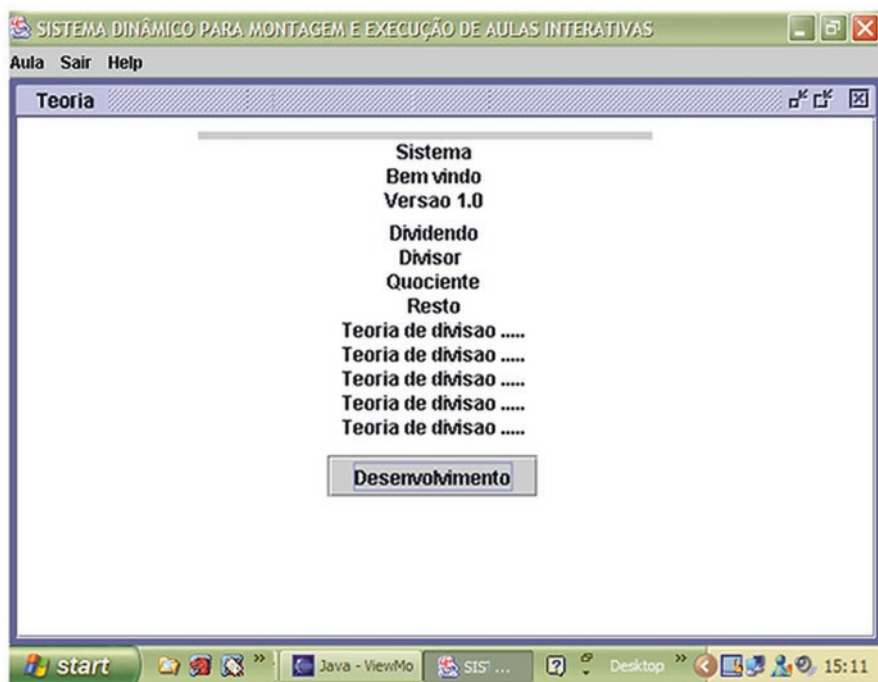 SISTEMA DINÂMICO PARA MONTAGEM E EXECUÇÃO DE AULAS INTERATIVAS
Aula Sair Help
Teoria
Sistema
Bem vindo
Versao 1.0
Dividendo
Divisor
Quociente
Resto
Teoria de divisao .....
Teoria de divisao .....
Teoria de divisao .....
Teoria de divisao .....
Teoria de divisao .....
Desenvolvimento
start Java - ViewMo SIS ... Desktop 15:11